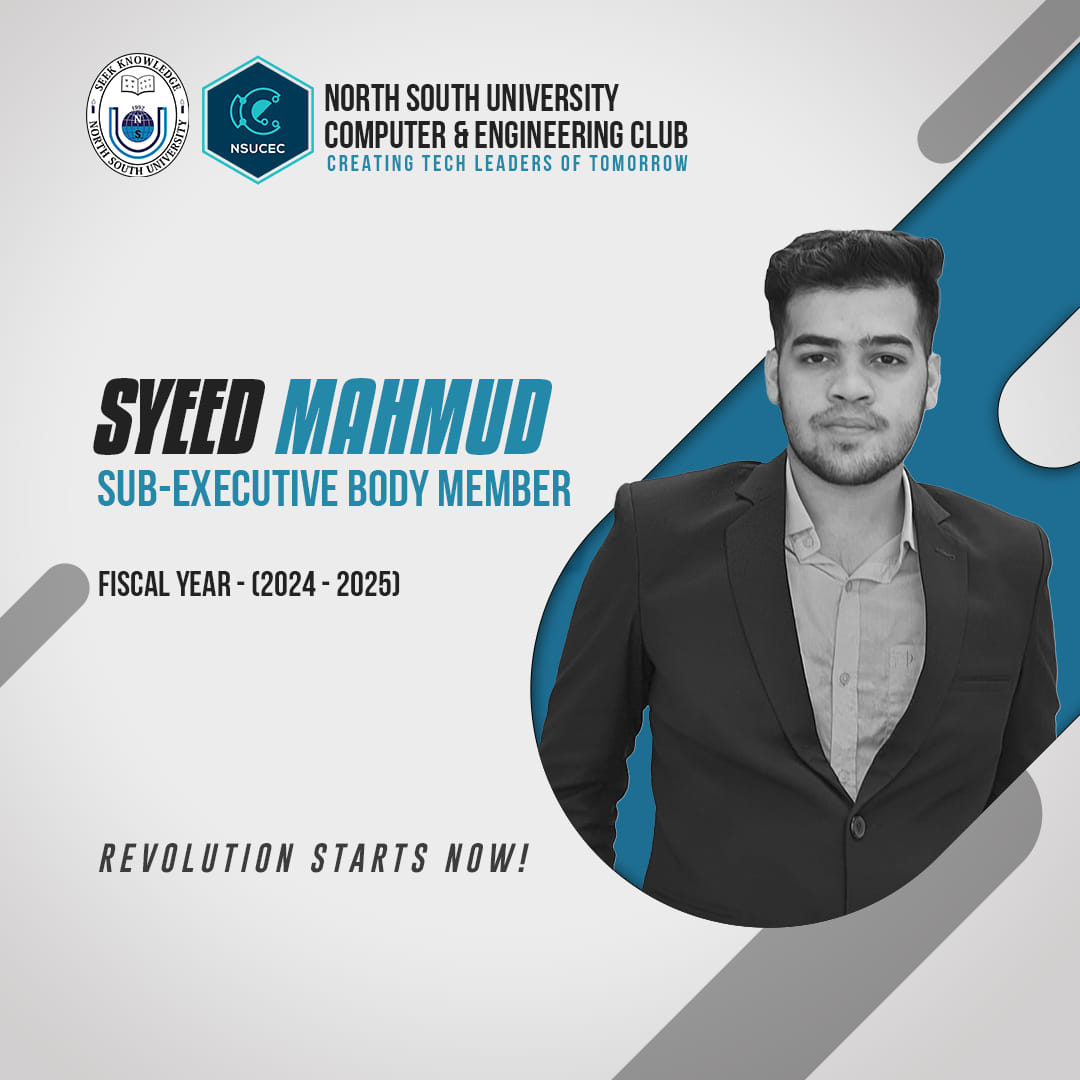 SEEK KNOWLEDGE
1992
N
S
NORTH SOUTH UNIVERSITY
NSUCEC
NORTH SOUTH UNIVERSITY
COMPUTER & ENGINEERING CLUB
CREATING TECH LEADERS OF TOMORROW
SYEED MAHMUD
SUB-EXECUTIVE BODY MEMBER
FISCAL YEAR - (2024 - 2025)
REVOLUTION STARTS NOW!